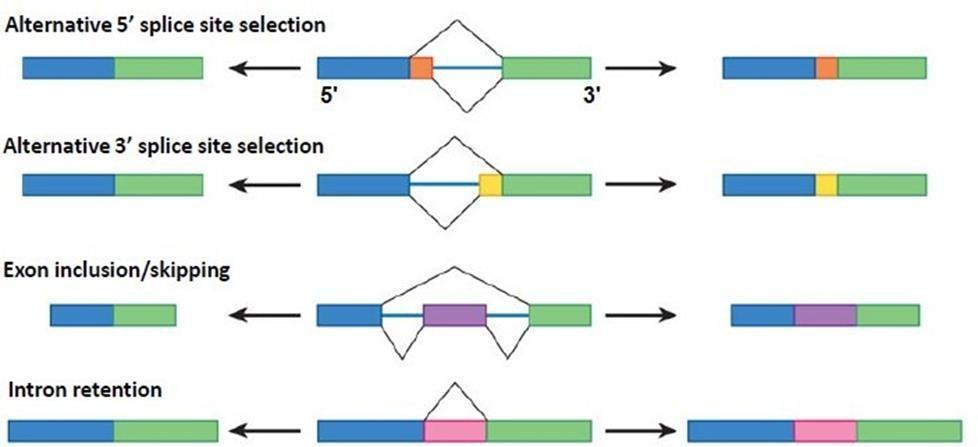 Alternative 5’ splice site selection
5' 3'
Alternative 3’ splice site selection
Exon inclusion/skipping
Intron retention